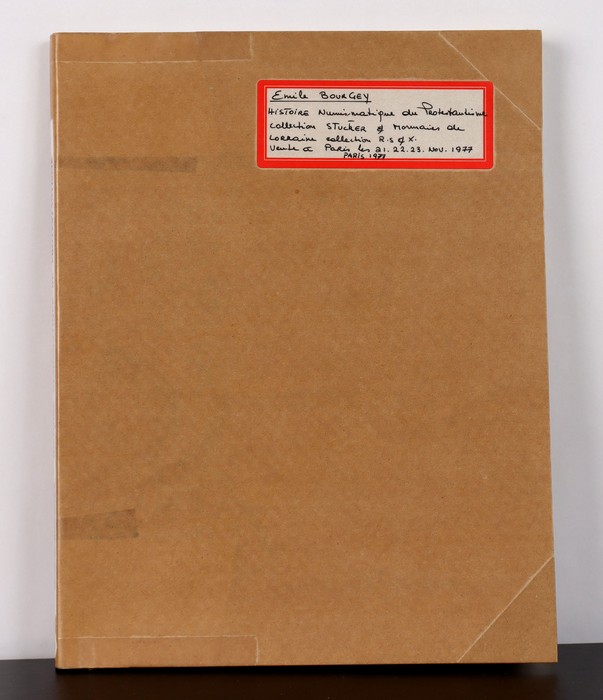 Emile BOURGEY
HISTOIRE Numismatique du Protestantisme
collection STUCKER & Monnaies de
LORRAINE collection R.S & X.
Vente à Paris les 21.22.23. Nov. 1977
PARIS 1977